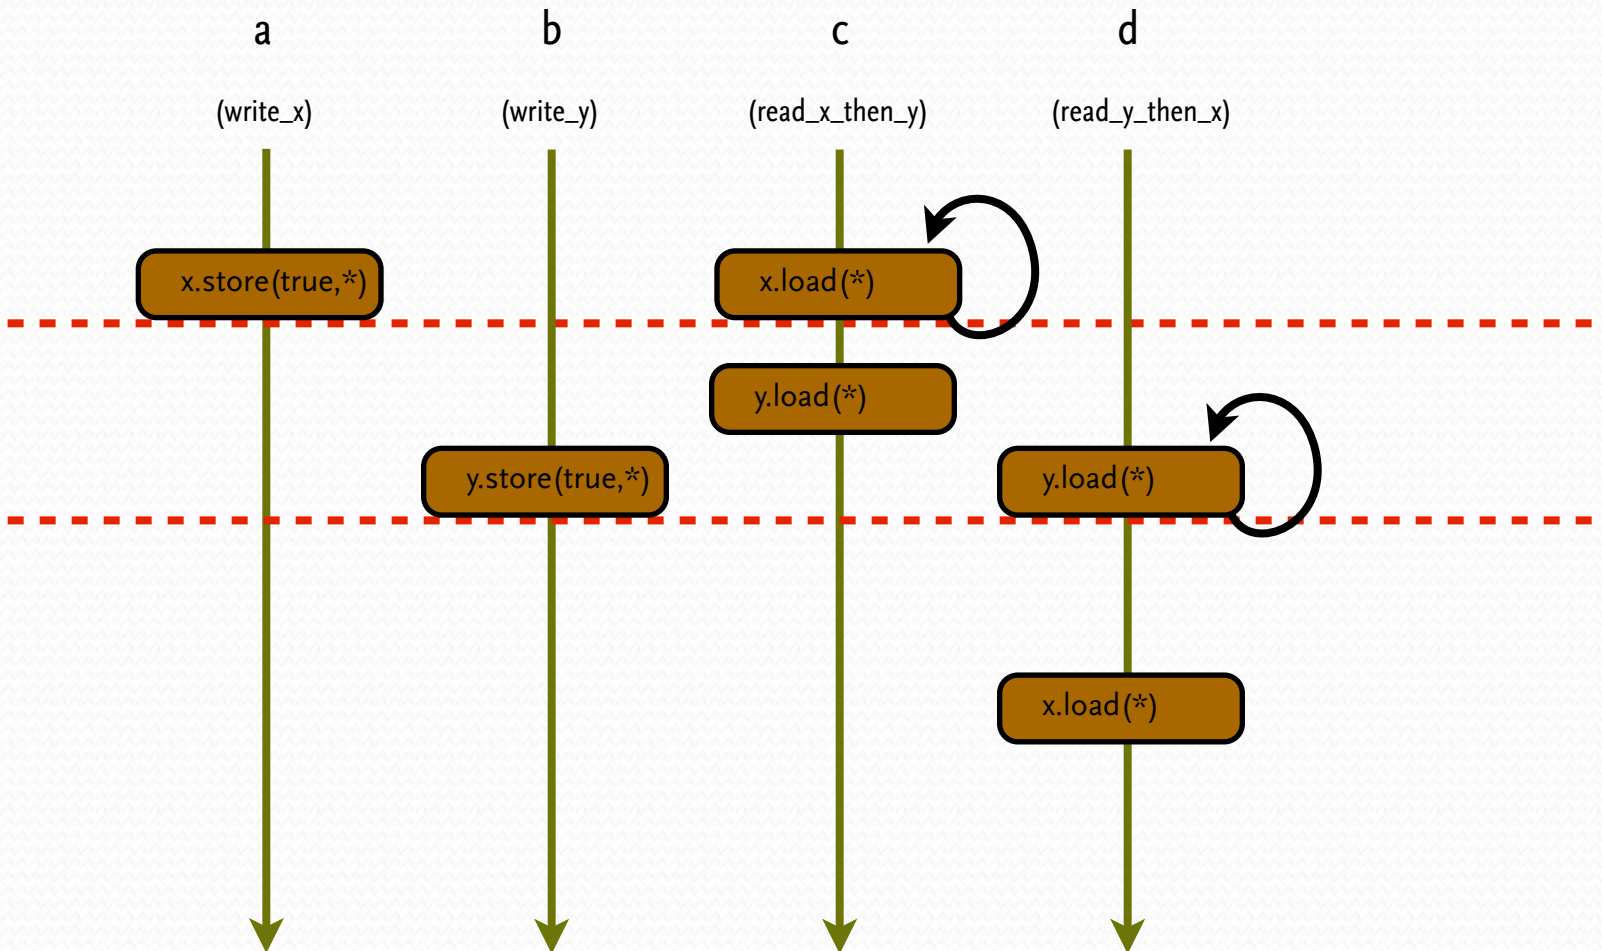 a b c d
(write_x) (write_y) (read_x_then_y) (read_y_then_x)
x.store(true,*) x.load(*)
y.load(*)
y.store(true,*) y.load(*)
x.load(*)